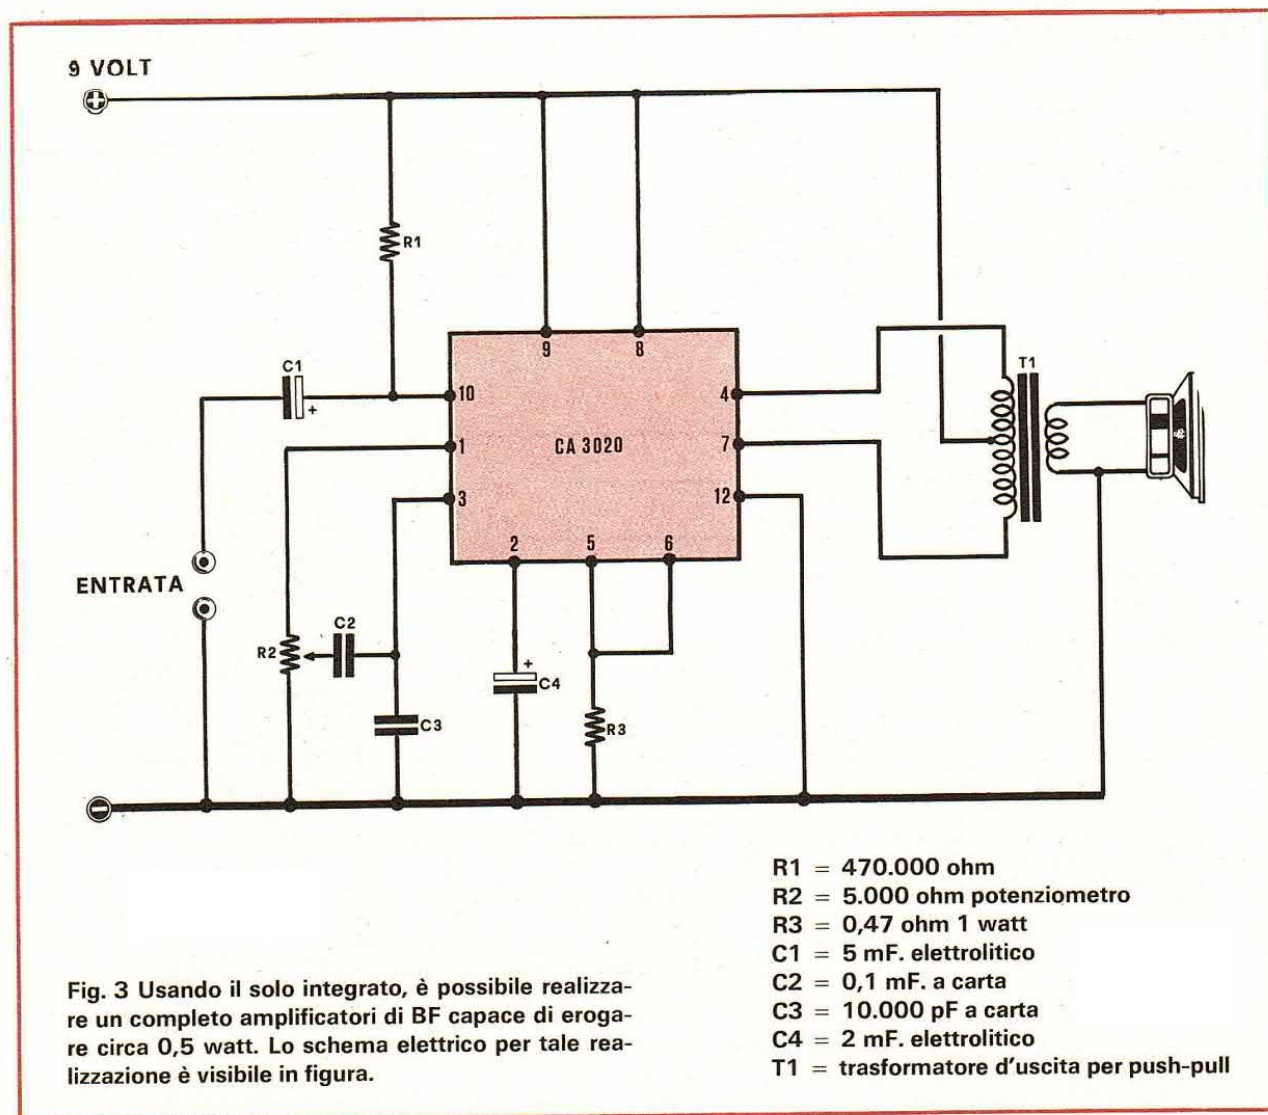 9 VOLT
+
R1
9
8
T1
C1
+
10
4
1
CA 3020
7
3
12
2
5
6
ENTRATA
C2
R2
+
C4
C3
R3
-
R1 = 470.000 ohm
R2 = 5.000 ohm potenziometro
R3 = 0,47 ohm 1 watt
C1 = 5 mF. elettrolitico
C2 = 0,1 mF. a carta
C3 = 10.000 pF a carta
C4 = 2 mF. elettrolitico
T1 = trasformatore d'uscita per push-pull
Fig. 3 Usando il solo integrato, è possibile realizza-
re un completo amplificatori di BF capace di eroga-
re circa 0,5 watt. Lo schema elettrico per tale rea-
lizzazione è visibile in figura.